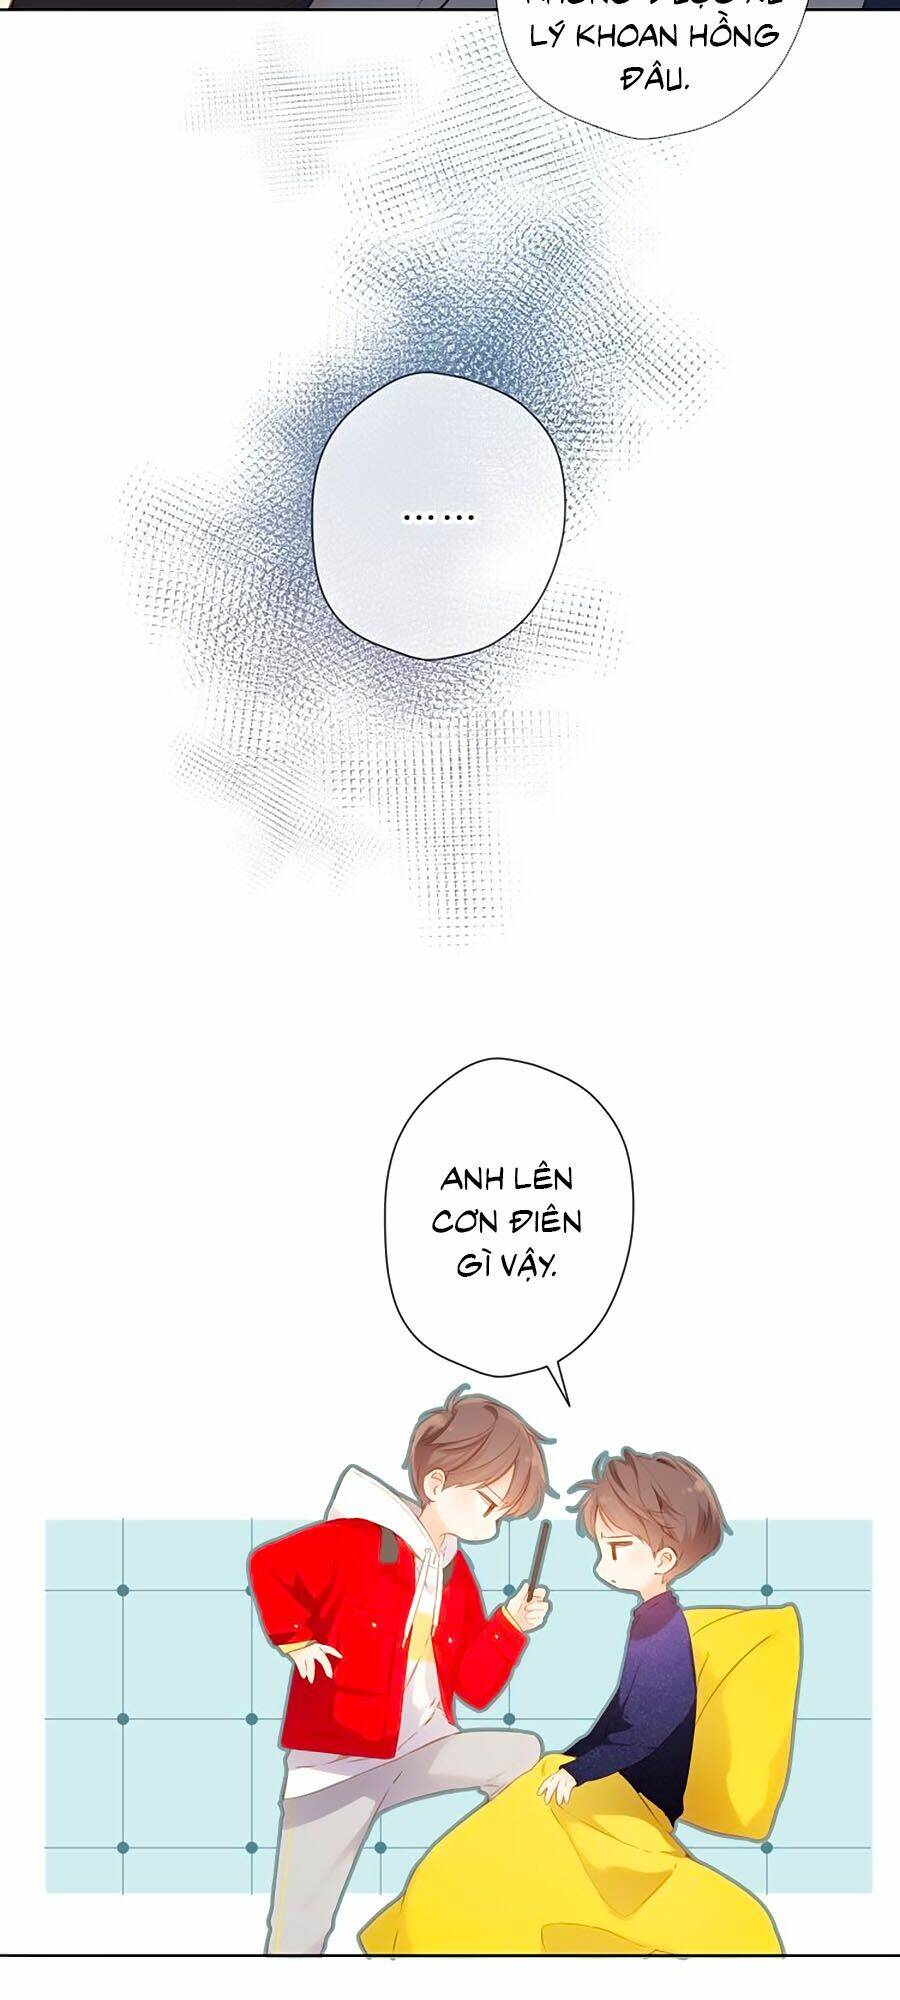 LÝ KHOAN HỒNG
ĐÂU.
……
ANH LÊN
CƠN ĐIÊN
GÌ VẬY.